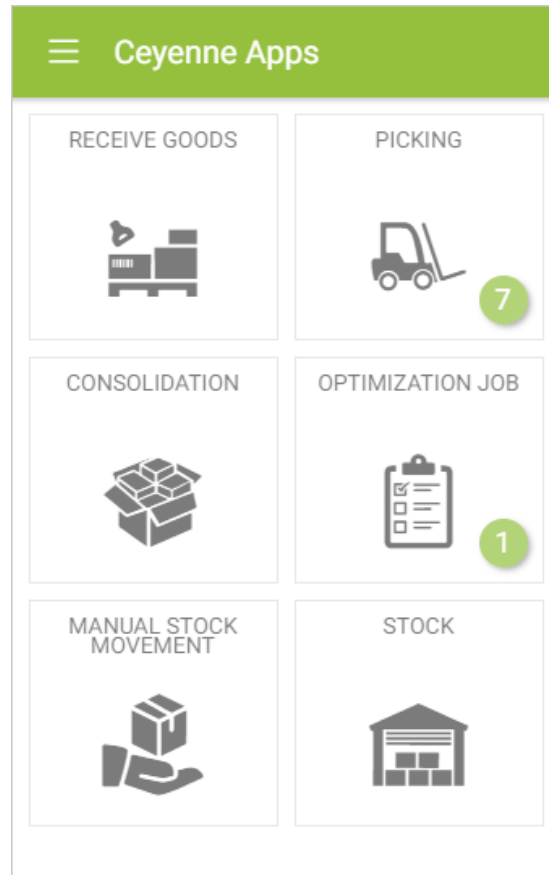 Ceyenne Apps
RECEIVE GOODS
PICKING
7
CONSOLIDATION
OPTIMIZATION JOB
1
MANUAL STOCK
MOVEMENT
STOCK